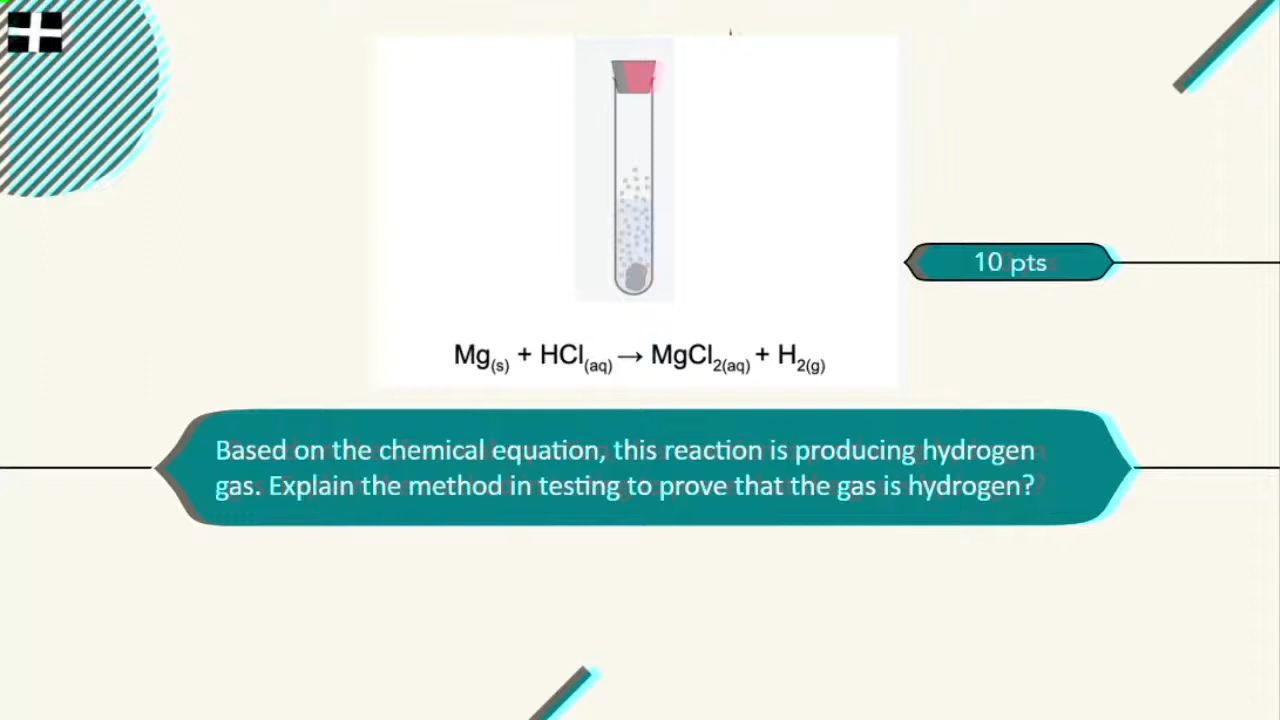 10 pts
Mg(s) + HCl(aq) → MgCl2(aq) + H2(g)
Based on the chemical equation, this reaction is producing hydrogen
gas. Explain the method in testing to prove that the gas is hydrogen?